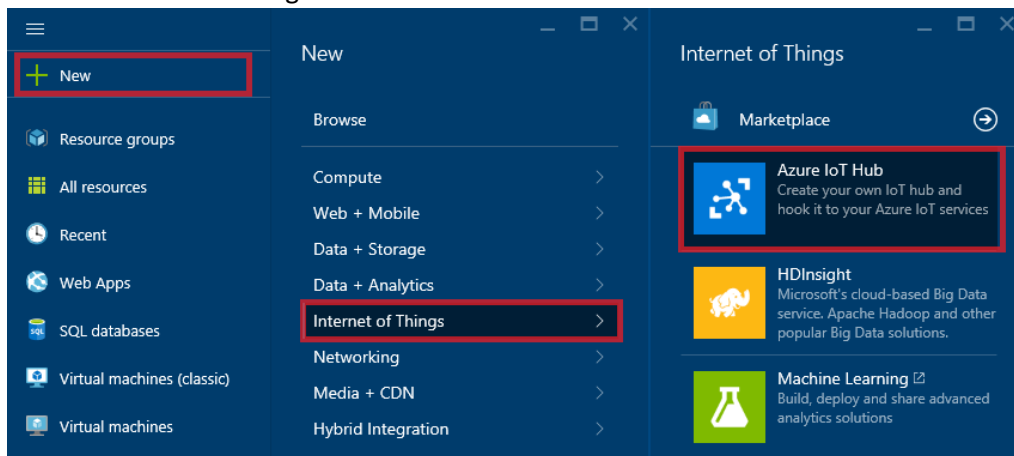 New
Resource groups
All resources
Recent
Web Apps
SQL
SQL databases
Virtual machines (classic)
Virtual machines
New
Browse
Compute
Web + Mobile
Data + Storage
Data + Analytics
Internet of Things
Networking
Media + CDN
Hybrid Integration
Internet of Things
Marketplace
Azure IoT Hub
Create your own IoT hub and
hook it to your Azure IoT services
HDInsight
Microsoft's cloud-based Big Data
service. Apache Hadoop and other
popular Big Data solutions.
Machine Learning
Build, deploy and share advanced
analytics solutions